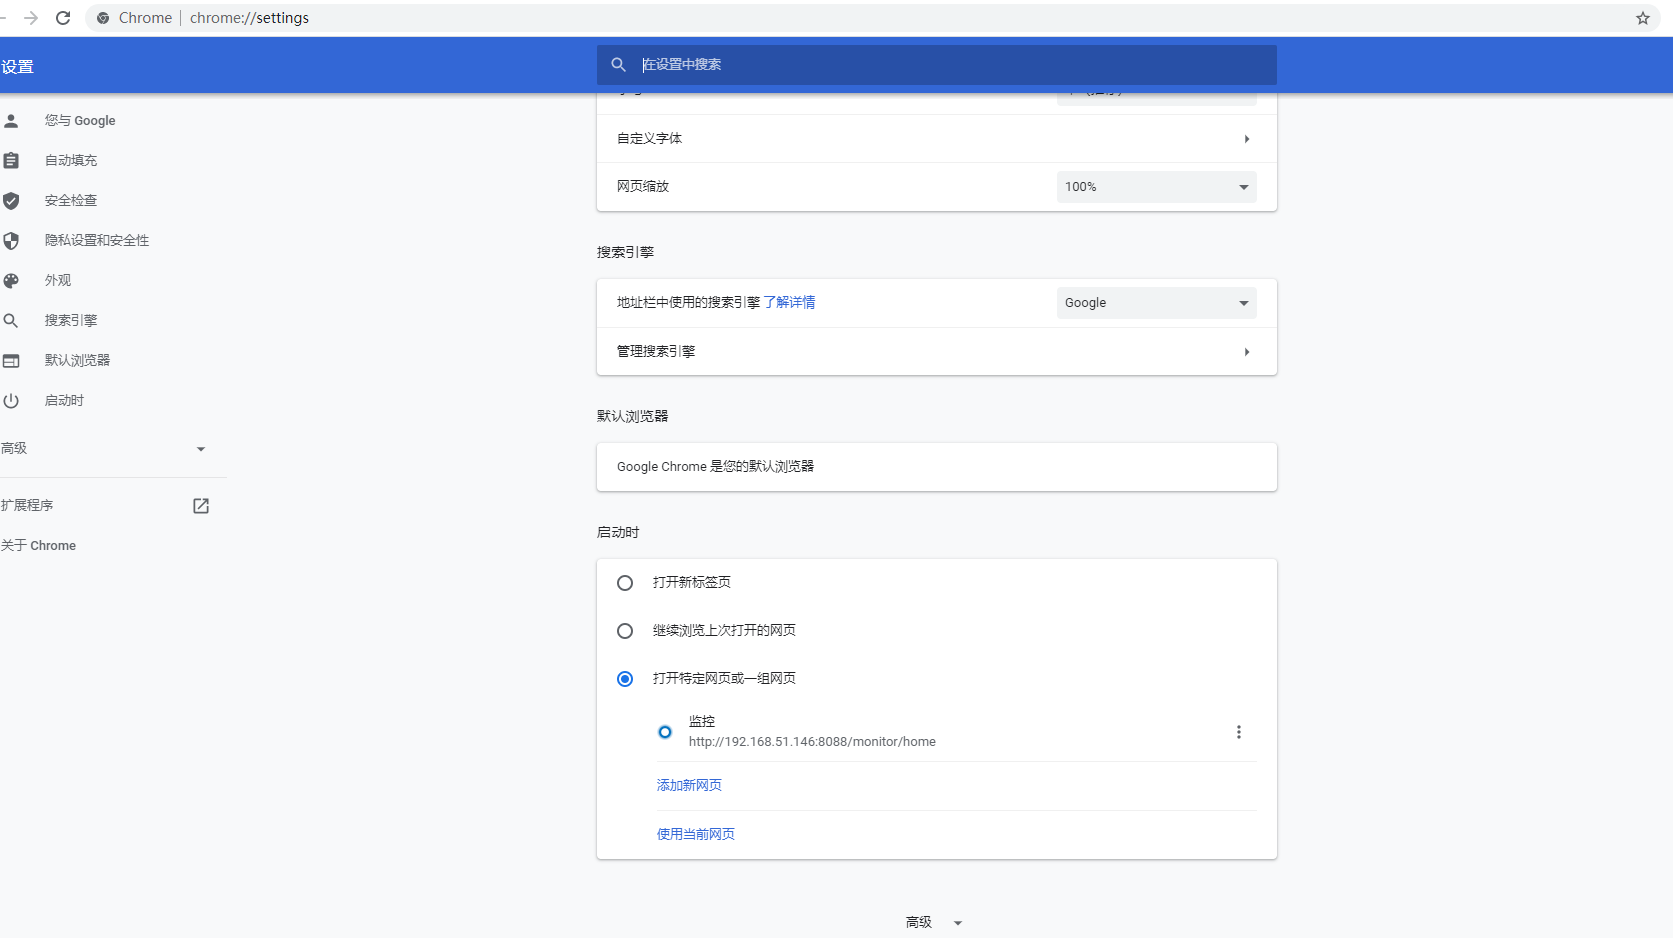 Chrome | chrome://settings
设置
在设置中搜索
您与 Google
自动填充
安全检查
隐私设置和安全性
外观
搜索引擎
默认浏览器
启动时
高级
扩展程序
关于 Chrome
自定义字体
网页缩放
100%
搜索引擎
地址栏中使用的搜索引擎 了解详情
Google
管理搜索引擎
默认浏览器
Google Chrome 是您的默认浏览器
启动时
打开新标签页
继续浏览上次打开的网页
打开特定网页或一组网页
监控
http://192.168.51.146:8088/monitor/home
添加新网页
使用当前网页
高级